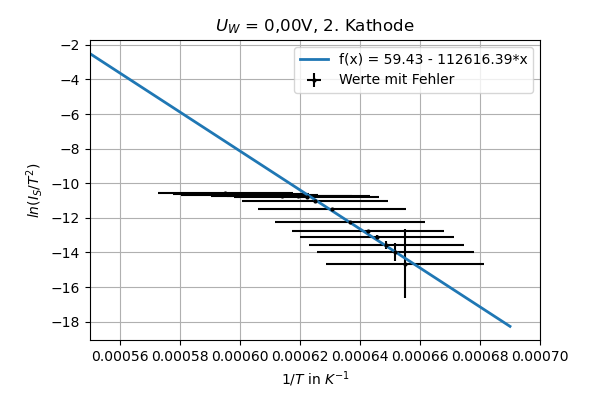 U_W = 0,00V, 2. Kathode
f(x) = 59.43 - 112616.39*x
Werte mit Fehler
ln(I_S/T²)
−2
−4
−6
−8
−10
−12
−14
−16
−18
0.00056 0.00058 0.00060 0.00062 0.00064 0.00066 0.00068 0.00070
1/T in K⁻¹